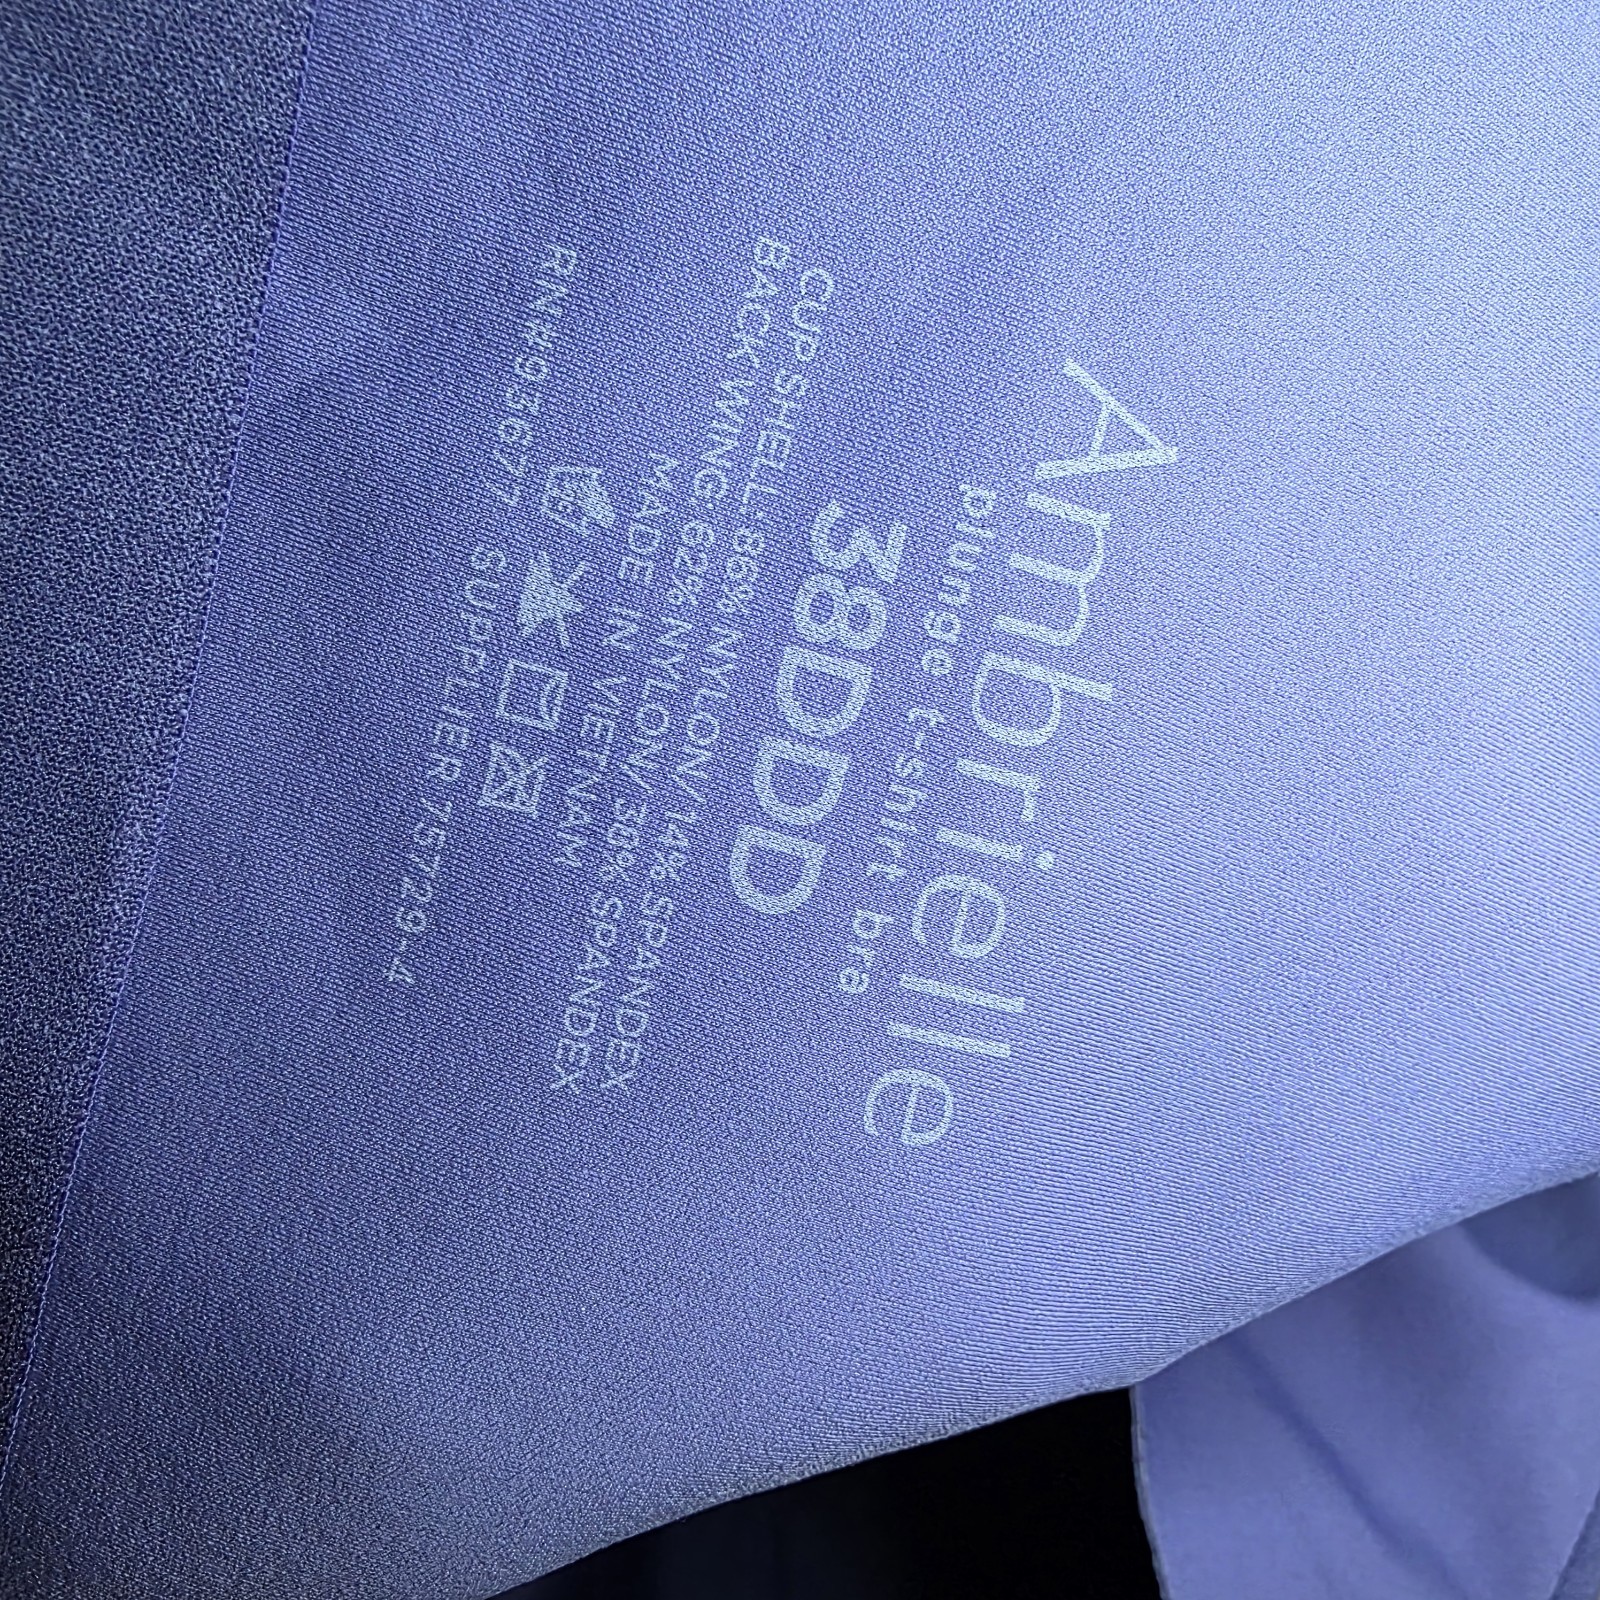 Ambrielle
plunge t-shirt bra
38DDD
CUP SHELL: 86% NYLON/14% SPANDEX
BACK WING: 62% NYLON/38% SPANDEX
MADE IN VIETNAM
RN#93677 SUPPLIER 75729-4